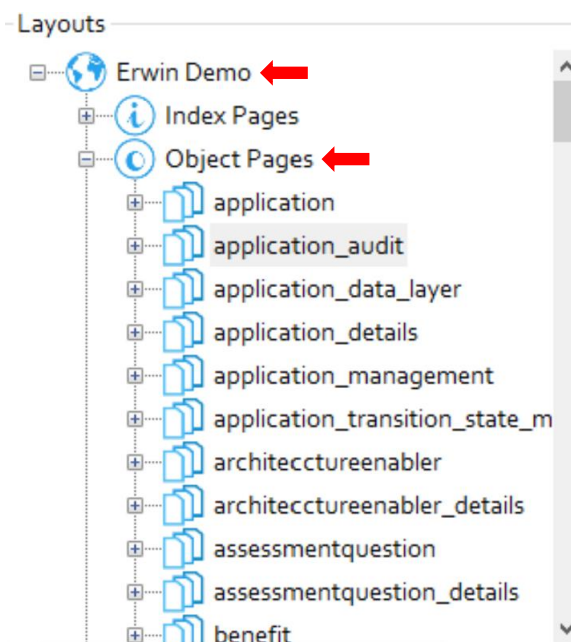 Layouts
Erwin Demo
Index Pages
Object Pages
application
application_audit
application_data_layer
application_details
application_management
application_transition_state_m
architecctureenabler
architecctureenabler_details
assessmentquestion
assessmentquestion_details
benefit